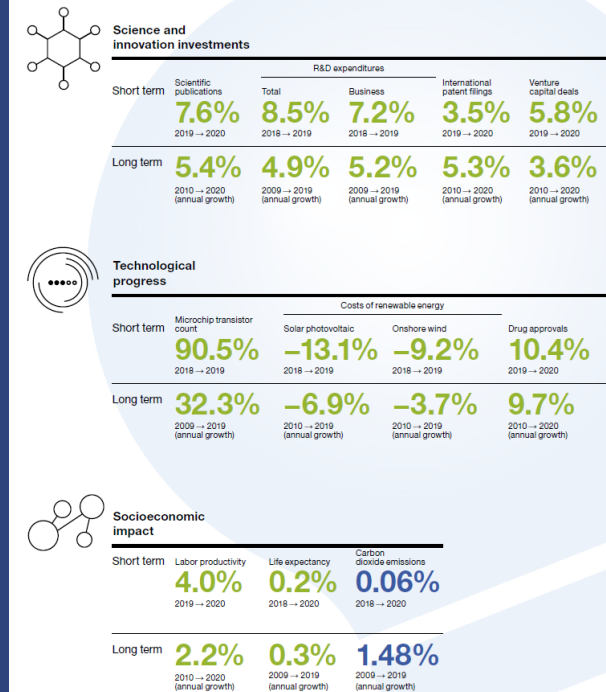 Science and
innovation investments
R&D expenditures
Short term
Scientific
publications
Total
Business
International
patent filings
Venture
capital deals
7.6% 8.5% 7.2% 3.5% 5.8%
2019 → 2020
2018 → 2019
2018 → 2019
2019 → 2020
2019 → 2020
Long term
5.4% 4.9% 5.2% 5.3% 3.6%
2010 → 2020
(annual growth)
2009 → 2019
(annual growth)
2009 → 2019
(annual growth)
2010 → 2020
(annual growth)
2010 → 2020
(annual growth)
Technological
progress
Costs of renewable energy
Short term
Microchip transistor
count
Solar photovoltaic
Onshore wind
Drug approvals
90.5% –13.1% –9.2% 10.4%
2018 → 2019
2018 → 2019
2018 → 2019
2019 → 2020
Long term
32.3% –6.9% –3.7% 9.7%
2009 → 2019
(annual growth)
2010 → 2019
(annual growth)
2010 → 2019
(annual growth)
2010 → 2020
(annual growth)
Socioeconomic
impact
Short term
Labor productivity
Life expectancy
Carbon
dioxide emissions
4.0% 0.2% 0.06%
2019 → 2020
2018 → 2020
2018 → 2020
Long term
2.2% 0.3% 1.48%
2010 → 2020
(annual growth)
2009 → 2019
(annual growth)
2009 → 2019
(annual growth)